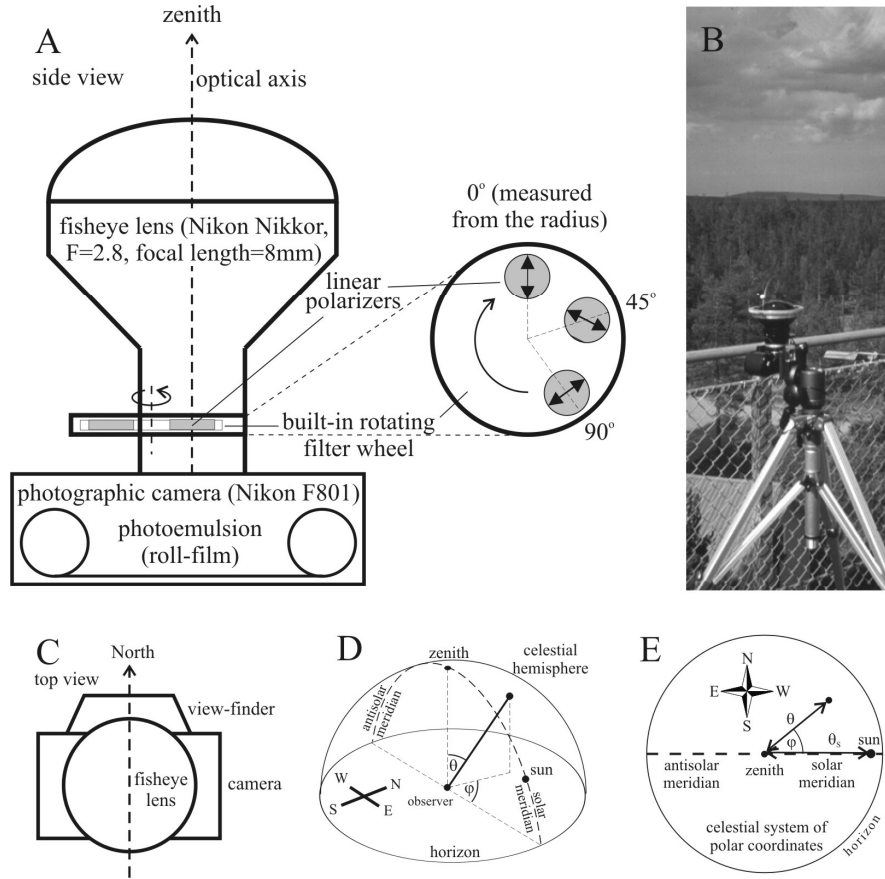 A
side view
zenith
optical axis
fisheye lens (Nikon Nikkor,
F=2.8, focal length=8mm)
linear
polarizers
0° (measured
from the radius)
45°
90°
built-in rotating
filter wheel
photographic camera (Nikon F801)
photoemulsion
(roll-film)
B
C
North
top view
view-finder
fisheye
lens
camera
D
zenith
celestial
hemisphere
antisolar
meridian
θ
W
N
S
E
observer
φ
sun
solar
meridian
horizon
E
N
E
W
S
θ
φ
θs
sun
antisolar
meridian
zenith
solar
meridian
celestial system of
polar coordinates
horizon